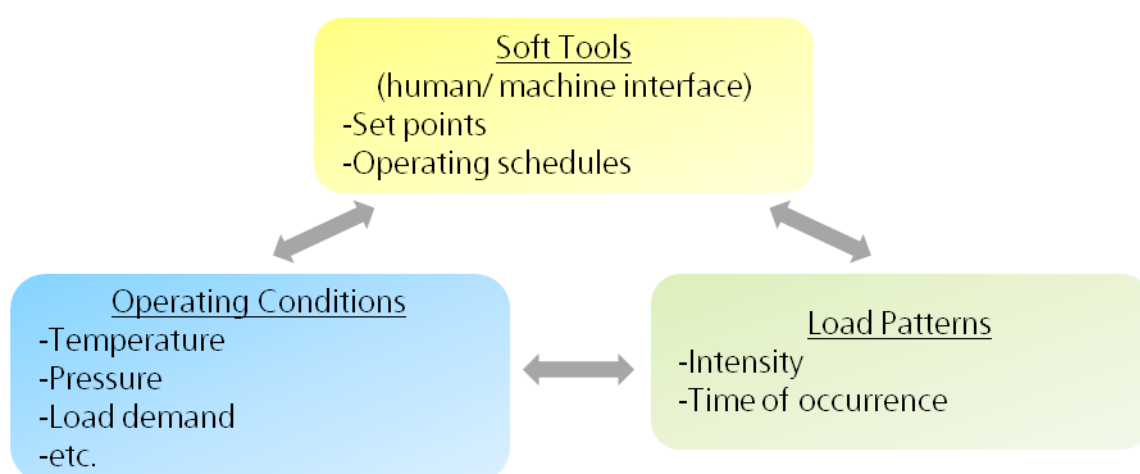 Soft Tools
(human/ machine interface)
-Set points
-Operating schedules
Operating Conditions
-Temperature
-Pressure
-Load demand
-etc.
Load Patterns
-Intensity
-Time of occurrence